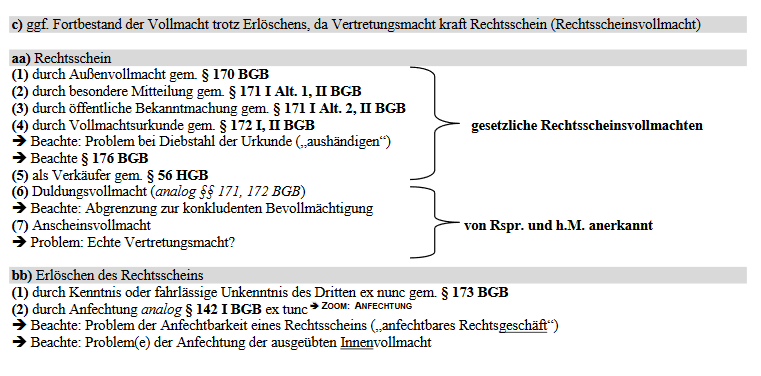 c) ggf. Fortbestand der Vollmacht trotz Erlöschens, da Vertretungsmacht kraft Rechtsschein (Rechtsscheinsvollmacht)
aa) Rechtsschein
(1) durch Außenvollmacht gem. § 170 BGB
(2) durch besondere Mitteilung gem. § 171 I Alt. 1, II BGB
(3) durch öffentliche Bekanntmachung gem. § 171 I Alt. 2, II BGB
(4) durch Vollmachtsurkunde gem. § 172 I, II BGB
gesetzliche Rechtsscheinsvollmachten
➔ Beachte: Problem bei Diebstahl der Urkunde („aushändigen“)
➔ Beachte § 176 BGB
(5) als Verkäufer gem. § 56 HGB
(6) Duldungsvollmacht (analog §§ 171, 172 BGB)
➔ Beachte: Abgrenzung zur konkludenten Bevollmächtigung
(7) Anscheinsvollmacht
von Rspr. und h.M. anerkannt
➔ Problem: Echte Vertretungsmacht?
bb) Erlöschen des Rechtsscheins
(1) durch Kenntnis oder fahrlässige Unkenntnis des Dritten ex nunc gem. § 173 BGB
(2) durch Anfechtung analog § 142 I BGB ex tunc ➔ ZOOM: ANFECHTUNG
➔ Beachte: Problem der Anfechtbarkeit eines Rechtsscheins („anfechtbares Rechtsgeschäft“)
➔ Beachte: Problem(e) der Anfechtung der ausgeübten Innenvollmacht